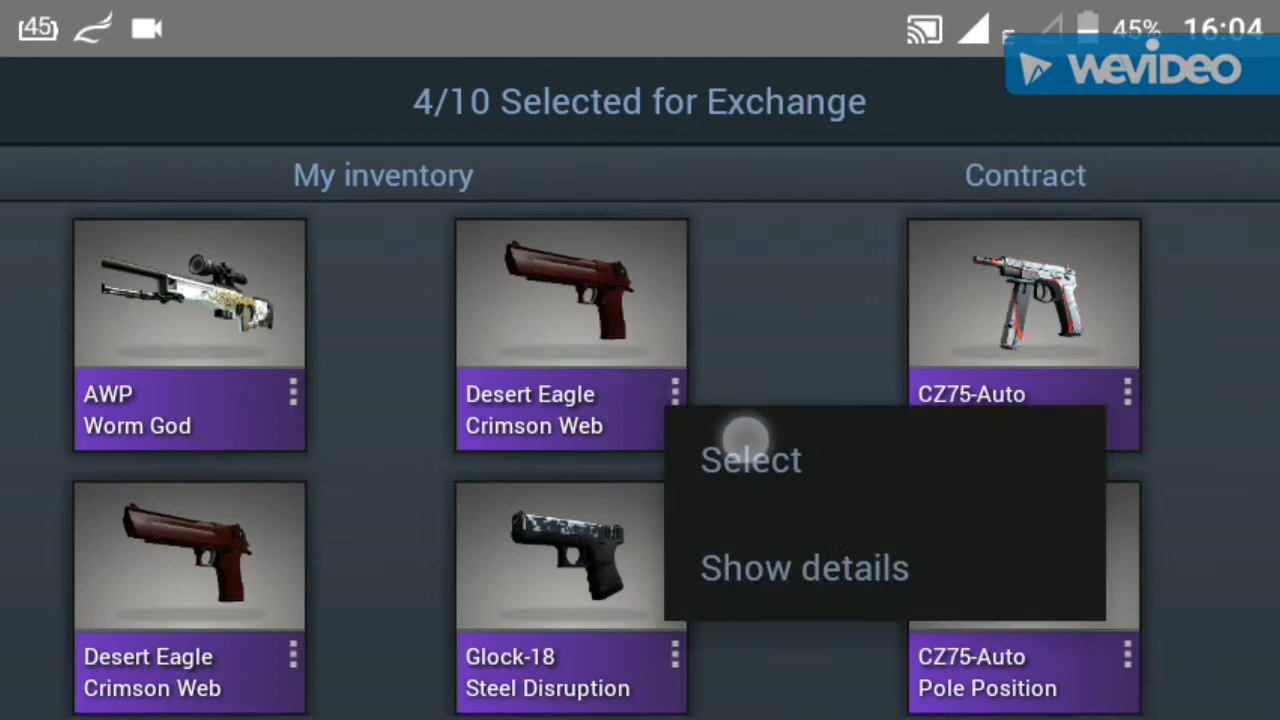 45
45% 16:04
WEVIDEO
4/10 Selected for Exchange
My inventory
Contract
AWP
Worm God
Desert Eagle
Crimson Web
CZ75-Auto
Select
Show details
Desert Eagle
Crimson Web
Glock-18
Steel Disruption
CZ75-Auto
Pole Position